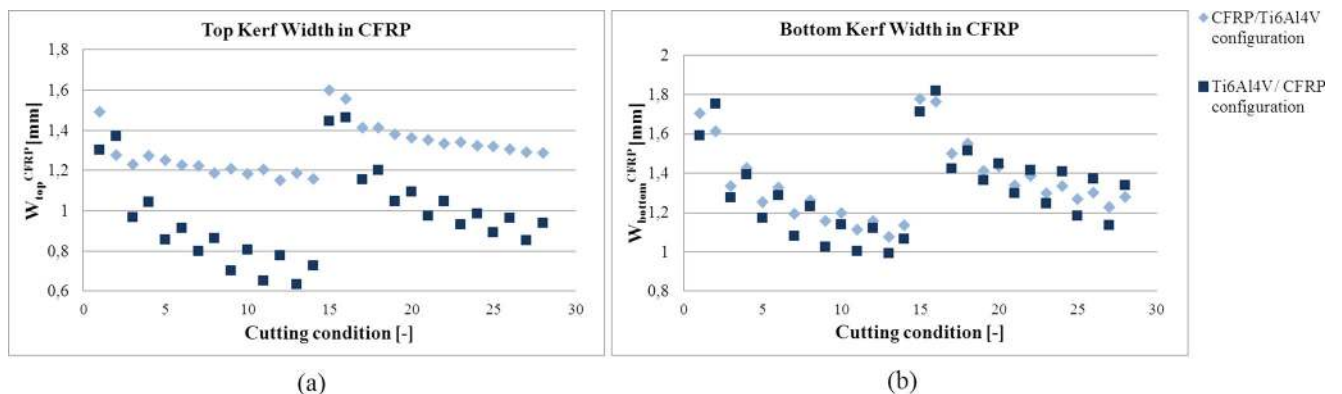 Top Kerf Width in CFRP
1,8
1,6
1,4
1,2
1
0,8
0,6
W_top^CFRP [mm]
0 5 10 15 20 25 30
Cutting condition [-]
(a)
Bottom Kerf Width in CFRP
2
1,8
1,6
1,4
1,2
1
0,8
W_bottom^CFRP) [mm]
0 5 10 15 20 25 30
Cutting condition [-]
(b)
CFRP/Ti6Al4V
configuration
Ti6Al4V/ CFRP
configuration